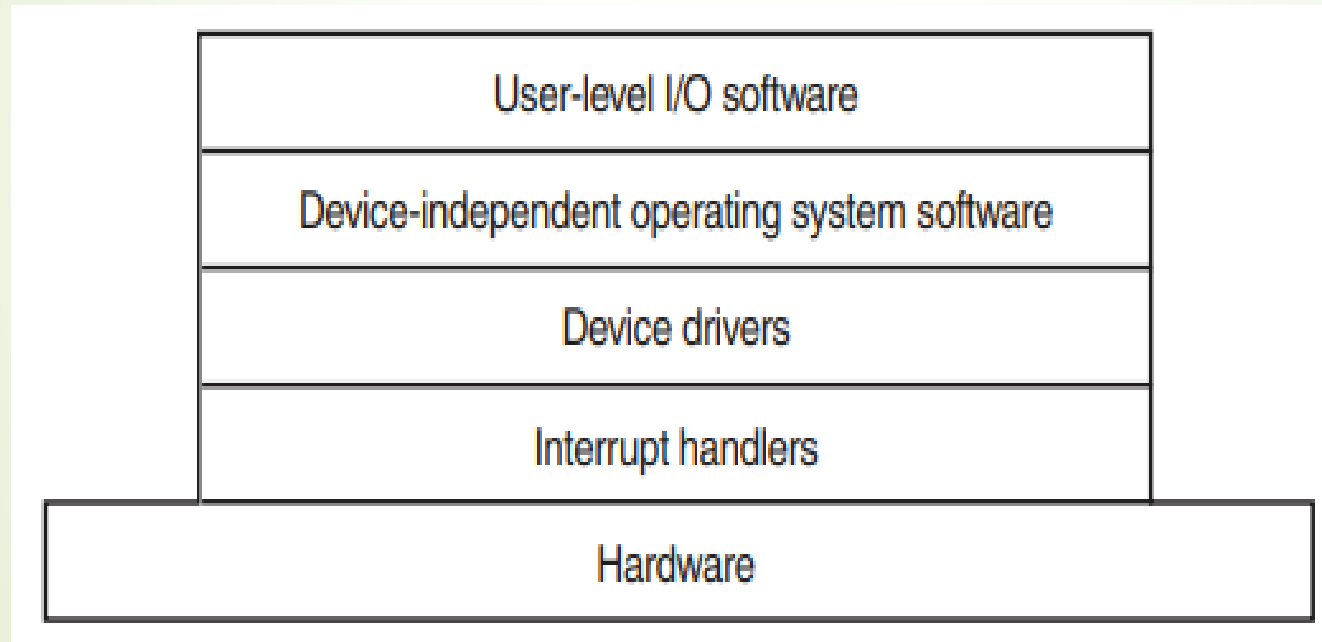 User-level I/O software
Device-independent operating system software
Device drivers
Interrupt handlers
Hardware